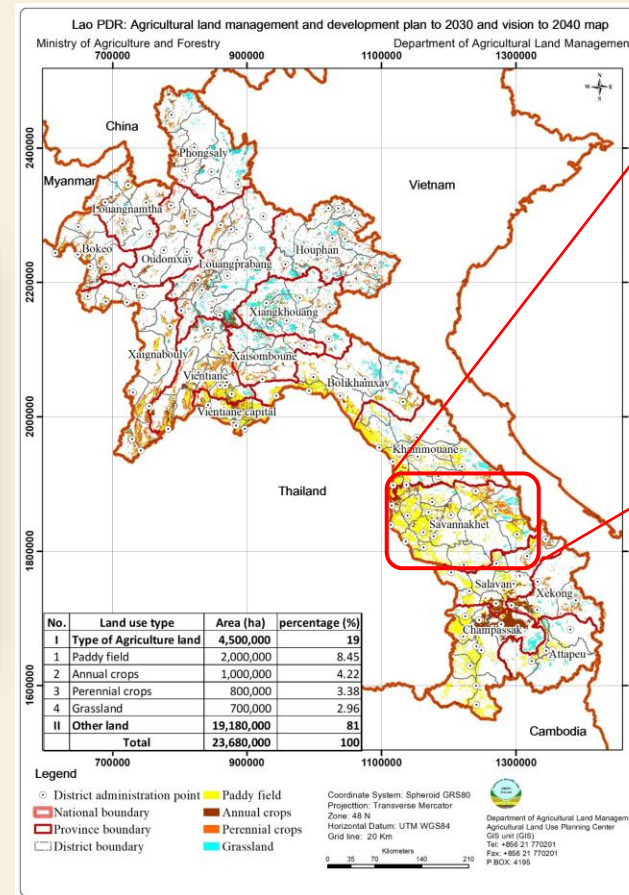 Lao PDR: Agricultural land management and development plan to 2030 and vision to 2040 map
Ministry of Agriculture and Forestry Department of Agricultural Land Management
700000 900000 1100000 1300000
N
W E
S
China
2400000
Phongsaly
Myanmar
Vietnam
Louangnamtha
Bokeo
Oudomxay
Houphan
Louangprabang
2200000
Xiangkhouang
Xaignabouly
Xaisomboune
Vientiane
Bolikhamxay
Vientiane capital
2000000
Khammouane
Thailand
Savannakhet
1800000
Salavan
Xekong
Champassak
Attapeu
1600000
Cambodia
No. Land use type Area (ha) percentage (%)
I Type of Agriculture land 4,500,000 19
1 Paddy field 2,000,000 8.45
2 Annual crops 1,000,000 4.22
3 Perennial crops 800,000 3.38
4 Grassland 700,000 2.96
II Other land 19,180,000 81
Total 23,680,000 100
700000 900000 1100000 1300000
Legend
District administration point Paddy field
National boundary Annual crops
Province boundary Perennial crops
District boundary Grassland
Coordinate System: Spheroid GRS80
Projecttion: Transverse Mercator
Zone: 48 N
Horizontal Datum: UTM WGS84
Grid line: 20 Km
Kilometers
0 35 70 140 210
Department of Agricultural Land Managem
Agricultural Land Use Planning Center
GIS unit (GIS)
Tel: +856 21 770201
Fax: +856 21 770201
P.BOX: 4195